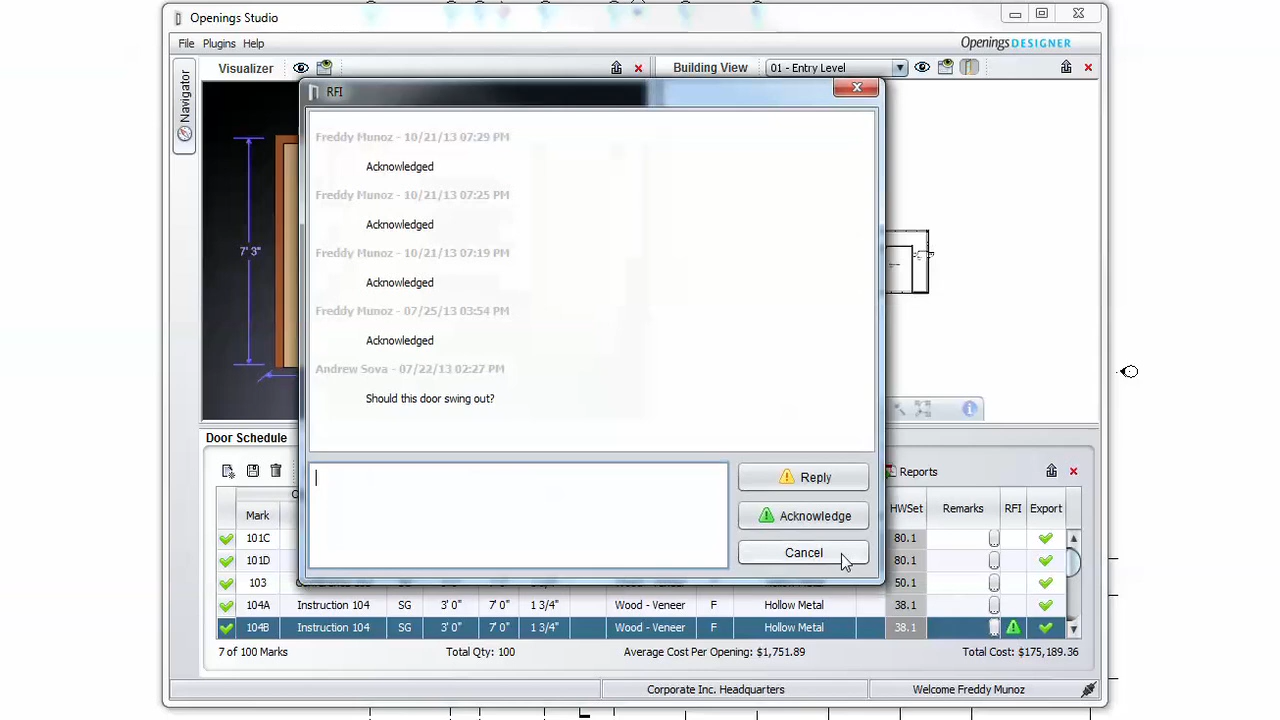 Openings Studio
File Plugins Help
Openings DESIGNER
Navigator
Visualizer
Building View
01 - Entry Level
RFI
Freddy Munoz - 10/21/13 07:29 PM
Acknowledged
Freddy Munoz - 10/21/13 07:25 PM
Acknowledged
Freddy Munoz - 10/21/13 07:19 PM
Acknowledged
Freddy Munoz - 07/25/13 03:54 PM
Acknowledged
Andrew Sova - 07/22/13 02:27 PM
Should this door swing out?
7' 3"
Reply
Acknowledge
Cancel
Door Schedule
Reports
Mark HWSet Remarks RFI Export
101C 80.1
101D 80.1
103 50.1
104A Instruction 104 SG 3' 0" 7' 0" 1 3/4" Wood - Veneer F Hollow Metal 38.1
104B Instruction 104 SG 3' 0" 7' 0" 1 3/4" Wood - Veneer F Hollow Metal 38.1
7 of 100 Marks Total Qty: 100 Average Cost Per Opening: $1,751.89 Total Cost: $175,189.36
Corporate Inc. Headquarters Welcome Freddy Munoz